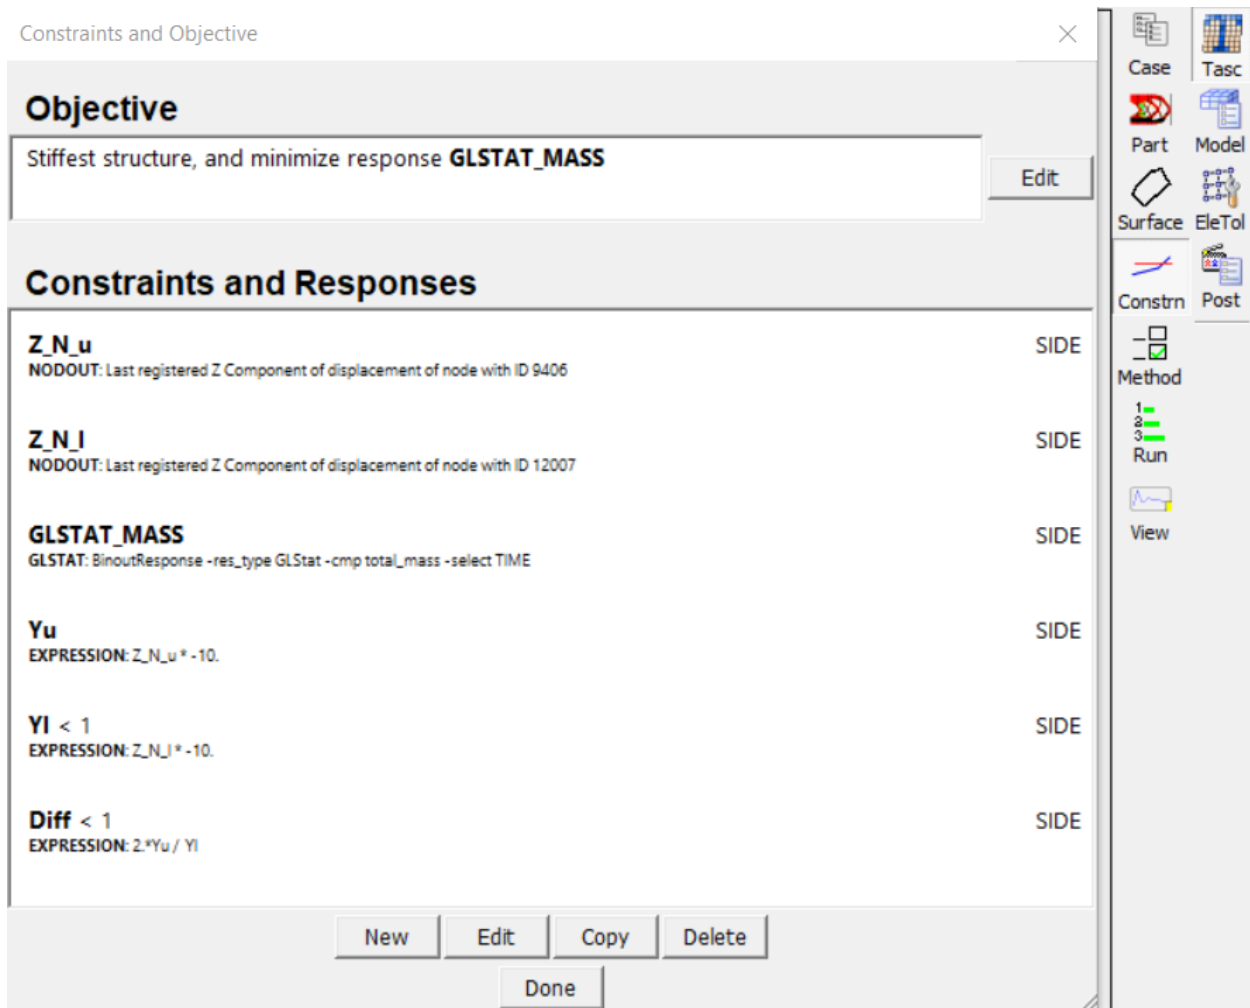 Constraints and Objective
Objective
Stiffest structure, and minimize response GLSTAT_MASS
Edit
Constraints and Responses
Z_N_u
SIDE
NODOUT: Last registered Z Component of displacement of node with ID 9406
Z_N_l
SIDE
NODOUT: Last registered Z Component of displacement of node with ID 12007
GLSTAT_MASS
SIDE
GLSTAT: BinoutResponse -res_type GLStat -cmp total_mass -select TIME
Yu
SIDE
EXPRESSION: Z_N_u * -10.
Yl < 1
SIDE
EXPRESSION: Z_N_l * -10.
Diff < 1
SIDE
EXPRESSION: 2.*Yu / Yl
New
Edit
Copy
Delete
Done
Case
Tasc
Part
Model
Surface
EleTol
Constrn
Post
Method
1
2
3
Run
View